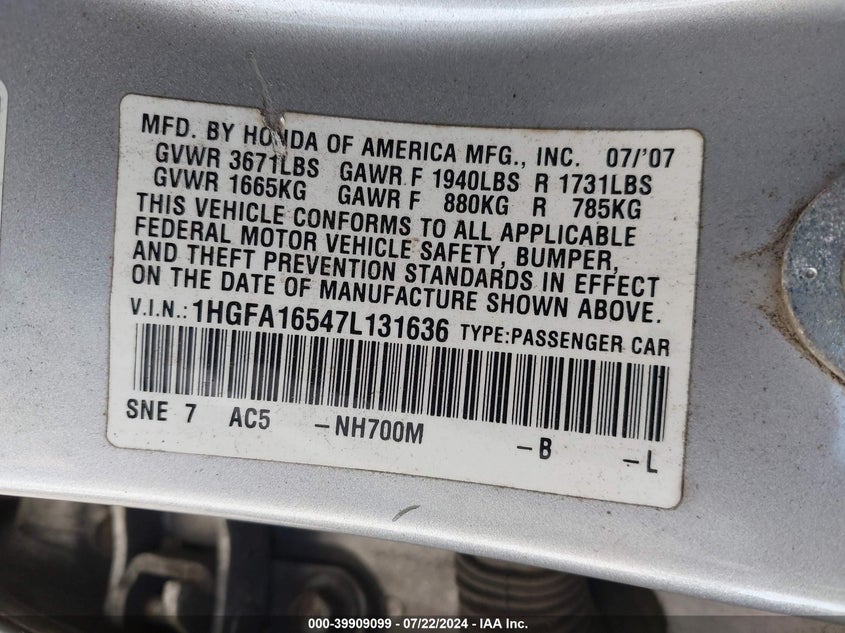 MFD. BY HONDA OF AMERICA MFG., INC. 07/'07
GVWR 3671LBS GAWR F 1940LBS R 1731LBS
GVWR 1665KG GAWR F 880KG R 785KG
THIS VEHICLE CONFORMS TO ALL APPLICABLE
FEDERAL MOTOR VEHICLE SAFETY, BUMPER,
AND THEFT PREVENTION STANDARDS IN EFFECT
ON THE DATE OF MANUFACTURE SHOWN ABOVE.
V.I.N.: 1HGFA16547L131636 TYPE:PASSENGER CAR
SNE 7 AC5 -NH700M -B -L
000-39909099 | 07/22/2024 - IAA Inc.